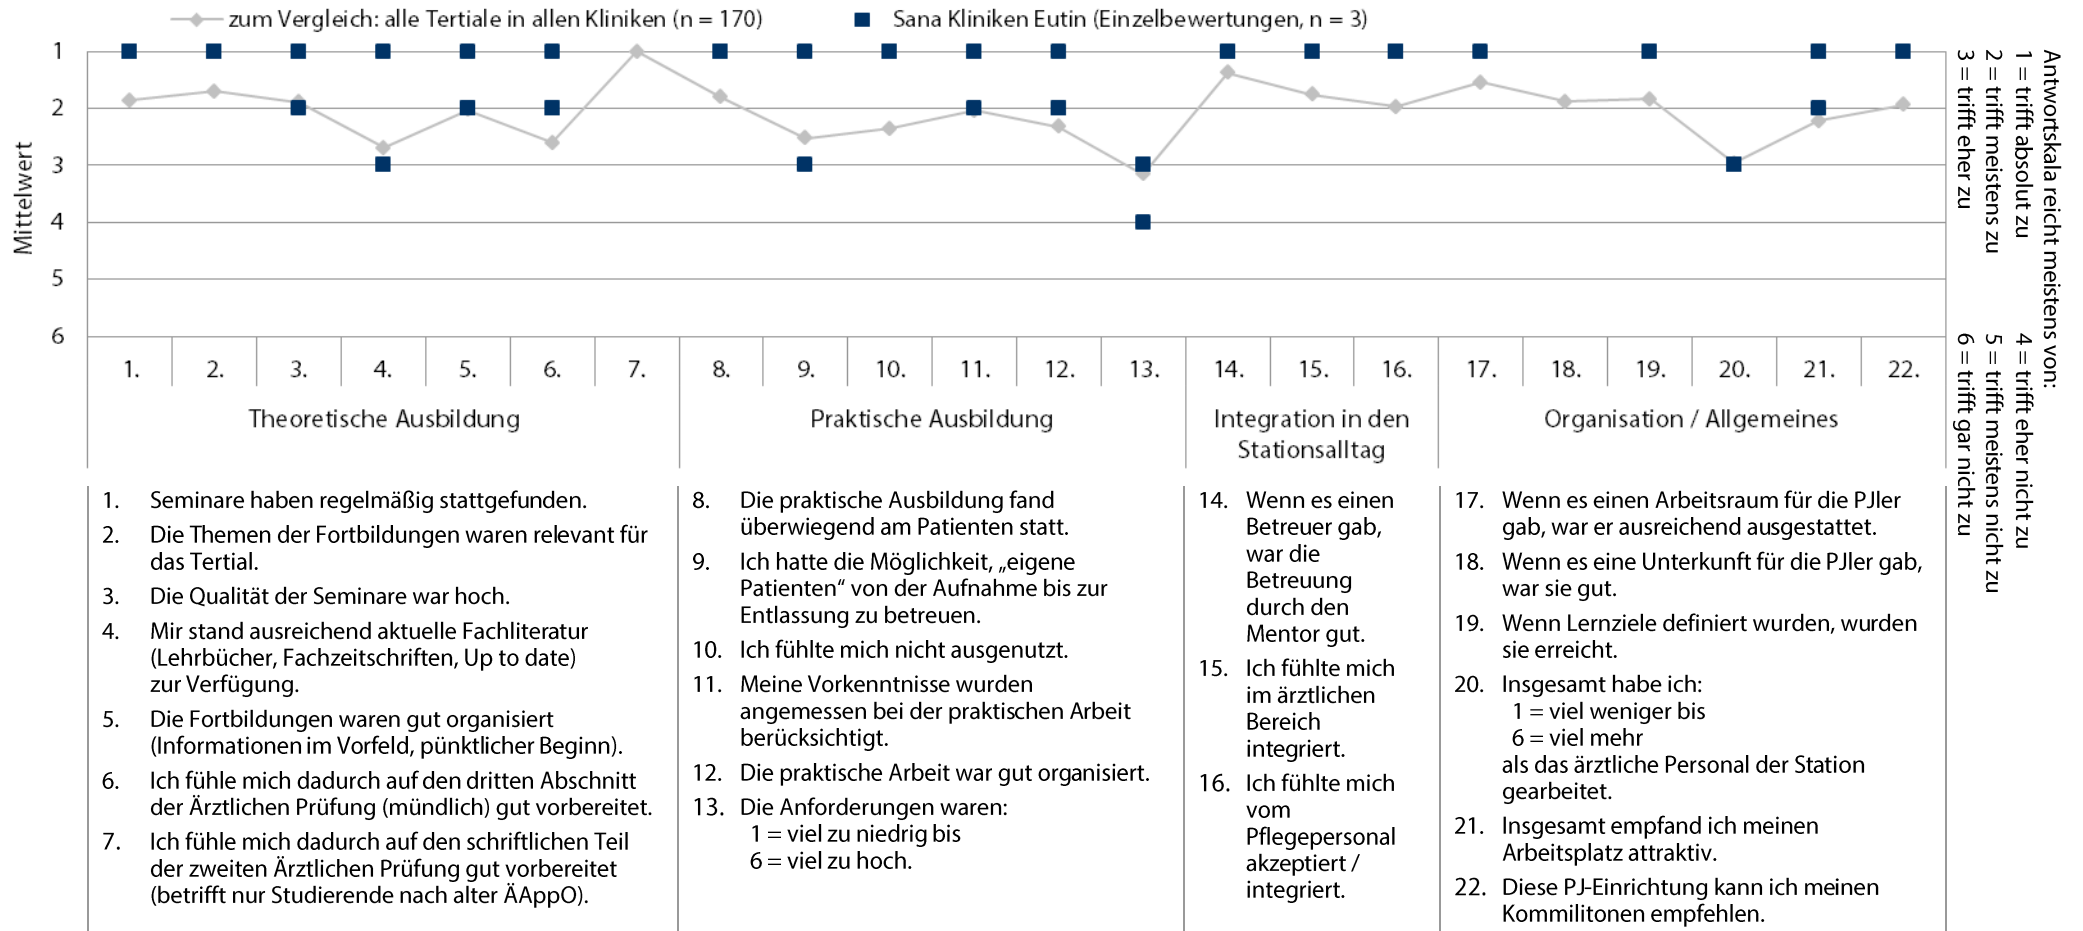 zum Vergleich: alle Tertiale in allen Kliniken (n = 170)
Sana Kliniken Eutin (Einzelbewertungen, n = 3)
Mittelwert
1
2
3
4
5
6
1. 2. 3. 4. 5. 6. 7. 8. 9. 10. 11. 12. 13. 14. 15. 16. 17. 18. 19. 20. 21. 22.
Theoretische Ausbildung
Praktische Ausbildung
Integration in den
Stationsalltag
Organisation / Allgemeines
Antwortskala reicht meistens von:
1 = trifft absolut zu
2 = trifft meistens zu
3 = trifft eher zu
4 = trifft eher nicht zu
5 = trifft meistens nicht zu
6 = trifft gar nicht zu
1. Seminare haben regelmäßig stattgefunden.
2. Die Themen der Fortbildungen waren relevant für
das Tertial.
3. Die Qualität der Seminare war hoch.
4. Mir stand ausreichend aktuelle Fachliteratur
(Lehrbücher, Fachzeitschriften, Up to date)
zur Verfügung.
5. Die Fortbildungen waren gut organisiert
(Informationen im Vorfeld, pünktlicher Beginn).
6. Ich fühle mich dadurch auf den dritten Abschnitt
der Ärztlichen Prüfung (mündlich) gut vorbereitet.
7. Ich fühle mich dadurch auf den schriftlichen Teil
der zweiten Ärztlichen Prüfung gut vorbereitet
(betrifft nur Studierende nach alter ÄAppO).
8. Die praktische Ausbildung fand
überwiegend am Patienten statt.
9. Ich hatte die Möglichkeit, „eigene
Patienten“ von der Aufnahme bis zur
Entlassung zu betreuen.
10. Ich fühlte mich nicht ausgenutzt.
11. Meine Vorkenntnisse wurden
angemessen bei der praktischen Arbeit
berücksichtigt.
12. Die praktische Arbeit war gut organisiert.
13. Die Anforderungen waren:
1 = viel zu niedrig bis
6 = viel zu hoch.
14. Wenn es einen
Betreuer gab,
war die
Betreuung
durch den
Mentor gut.
15. Ich fühlte mich
im ärztlichen
Bereich
integriert.
16. Ich fühlte mich
vom
Pflegepersonal
akzeptiert /
integriert.
17. Wenn es einen Arbeitsraum für die PJler
gab, war er ausreichend ausgestattet.
18. Wenn es eine Unterkunft für die PJler gab,
war sie gut.
19. Wenn Lernziele definiert wurden, wurden
sie erreicht.
20. Insgesamt habe ich:
1 = viel weniger bis
6 = viel mehr
als das ärztliche Personal der Station
gearbeitet.
21. Insgesamt empfand ich meinen
Arbeitsplatz attraktiv.
22. Diese PJ-Einrichtung kann ich meinen
Kommilitonen empfehlen.